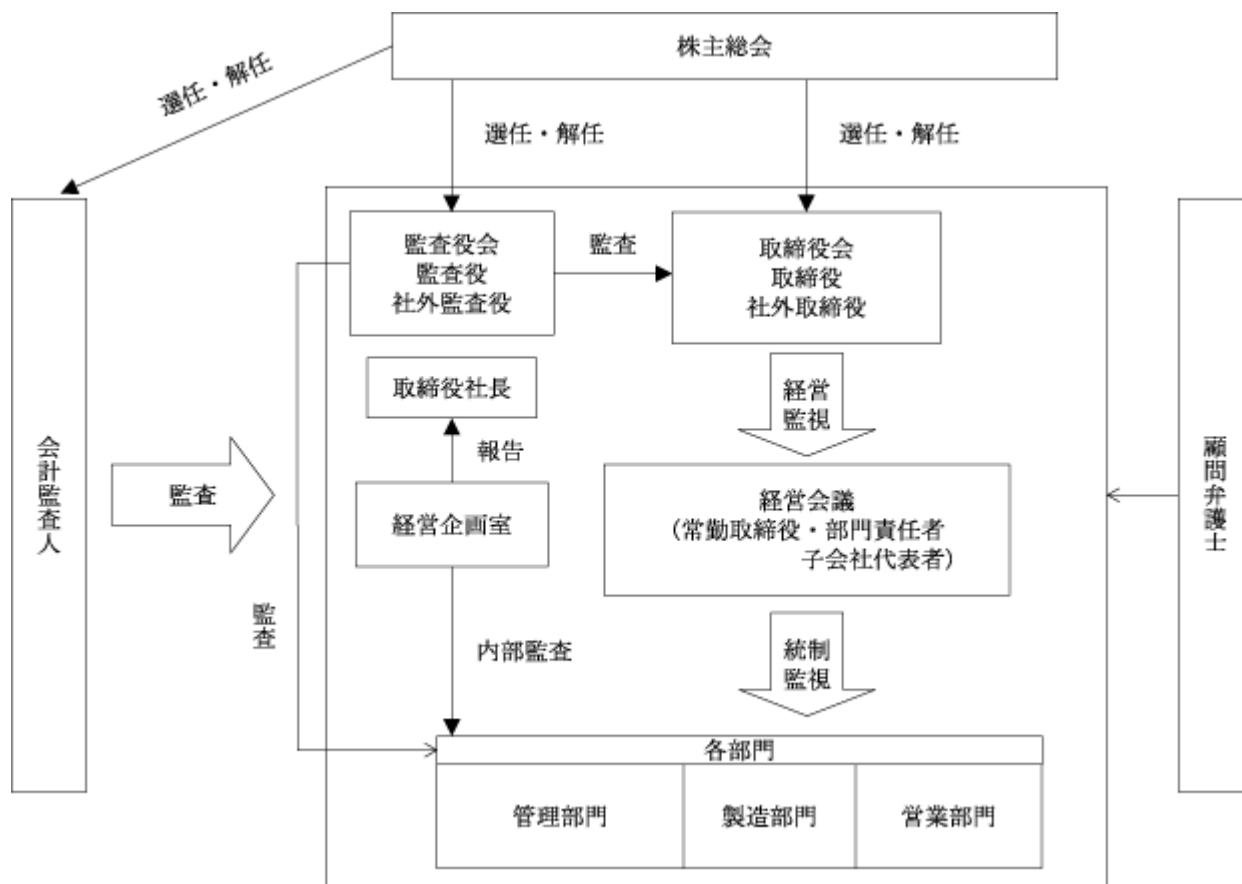 株主総会
選任・解任
選任・解任
選任・解任
監査役会
監査役
社外監査役
監査
取締役会
取締役
社外取締役
取締役社長
経営
監視
報告
会計監査人
監査
経営企画室
経営会議
(常勤取締役・部門責任者
子会社代表者)
顧問弁護士
監査
内部監査
統制
監視
各部門
管理部門
製造部門
営業部門